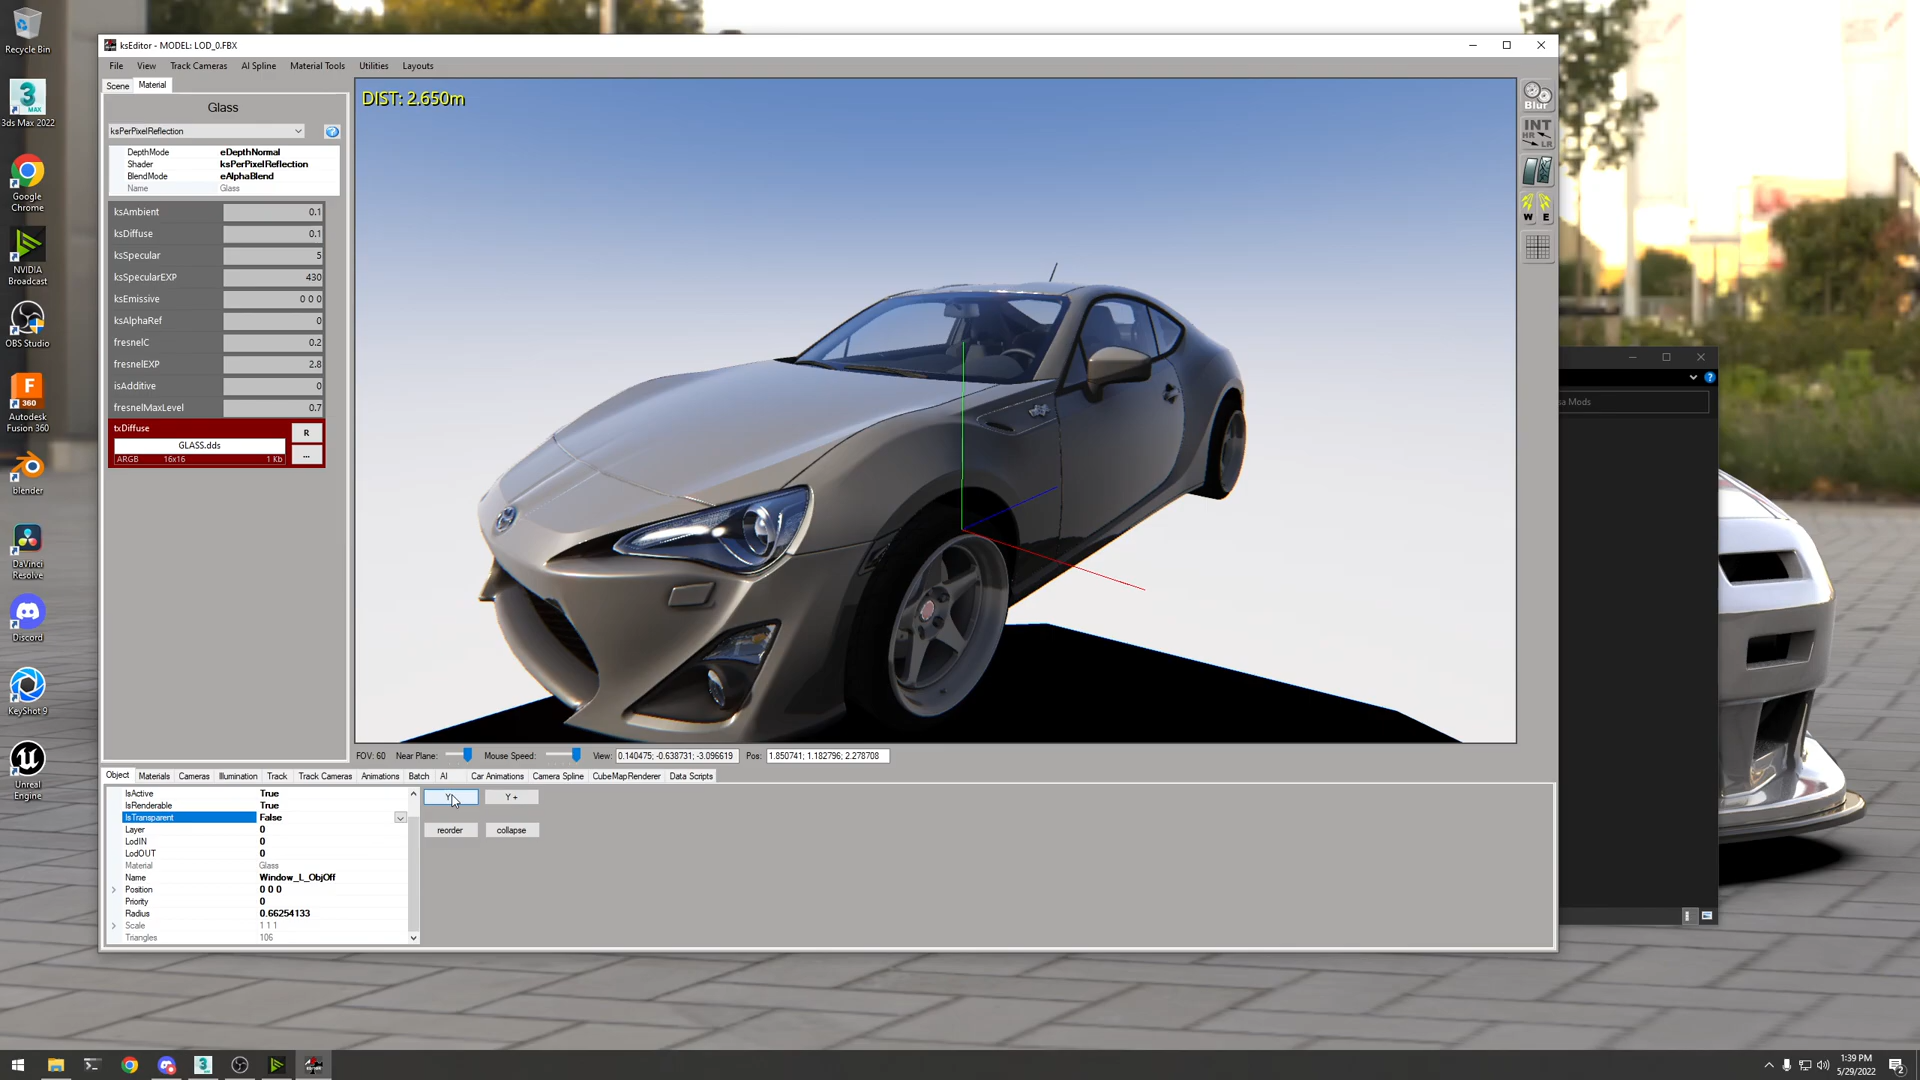 Recycle Bin
3ds Max 2022
Google
Chrome
NVIDIA
Broadcast
OBS Studio
Autodesk
Fusion 360
blender
DaVinci
Resolve
Discord
KeyShot 9
Unreal
Engine
ksEditor - MODEL: LOD_0.FBX
File View Track Cameras AI Spline Material Tools Utilities Layouts
Scene Material
Glass
ksPerPixelReflection
DepthMode eDepthNormal
Shader ksPerPixelReflection
BlendMode eAlphaBlend
Name Glass
ksAmbient 0.1
ksDiffuse 0.1
ksSpecular 5
ksSpecularEXP 430
ksEmissive 0 0 0
ksAlphaRef 0
fresnelC 0.2
fresnelEXP 2.8
isAdditive 0
fresnelMaxLevel 0.7
txDiffuse
R
GLASS.dds
...
ARGB 16x16 1 Kb
DIST: 2.650m
Blur
INT
HR
LR
W E
sa Mods
FOV: 60 Near Plane: Mouse Speed: View: 0.140475; -0.638731; -3.096619 Pos: 1.850741; 1.182796; 2.278708
Object Materials Cameras Illumination Track Track Cameras Animations Batch AI Car Animations Camera Spline CubeMapRenderer Data Scripts
IsActive True
IsRenderable True
IsTransparent False
Layer 0
LodIN 0
LodOUT 0
Material Glass
Name Window_L_ObjOff
Position 0 0 0
Priority 0
Radius 0.66254133
Scale 1 1 1
Triangles 106
Y +
reorder collapse
1:39 PM
5/29/2022
2